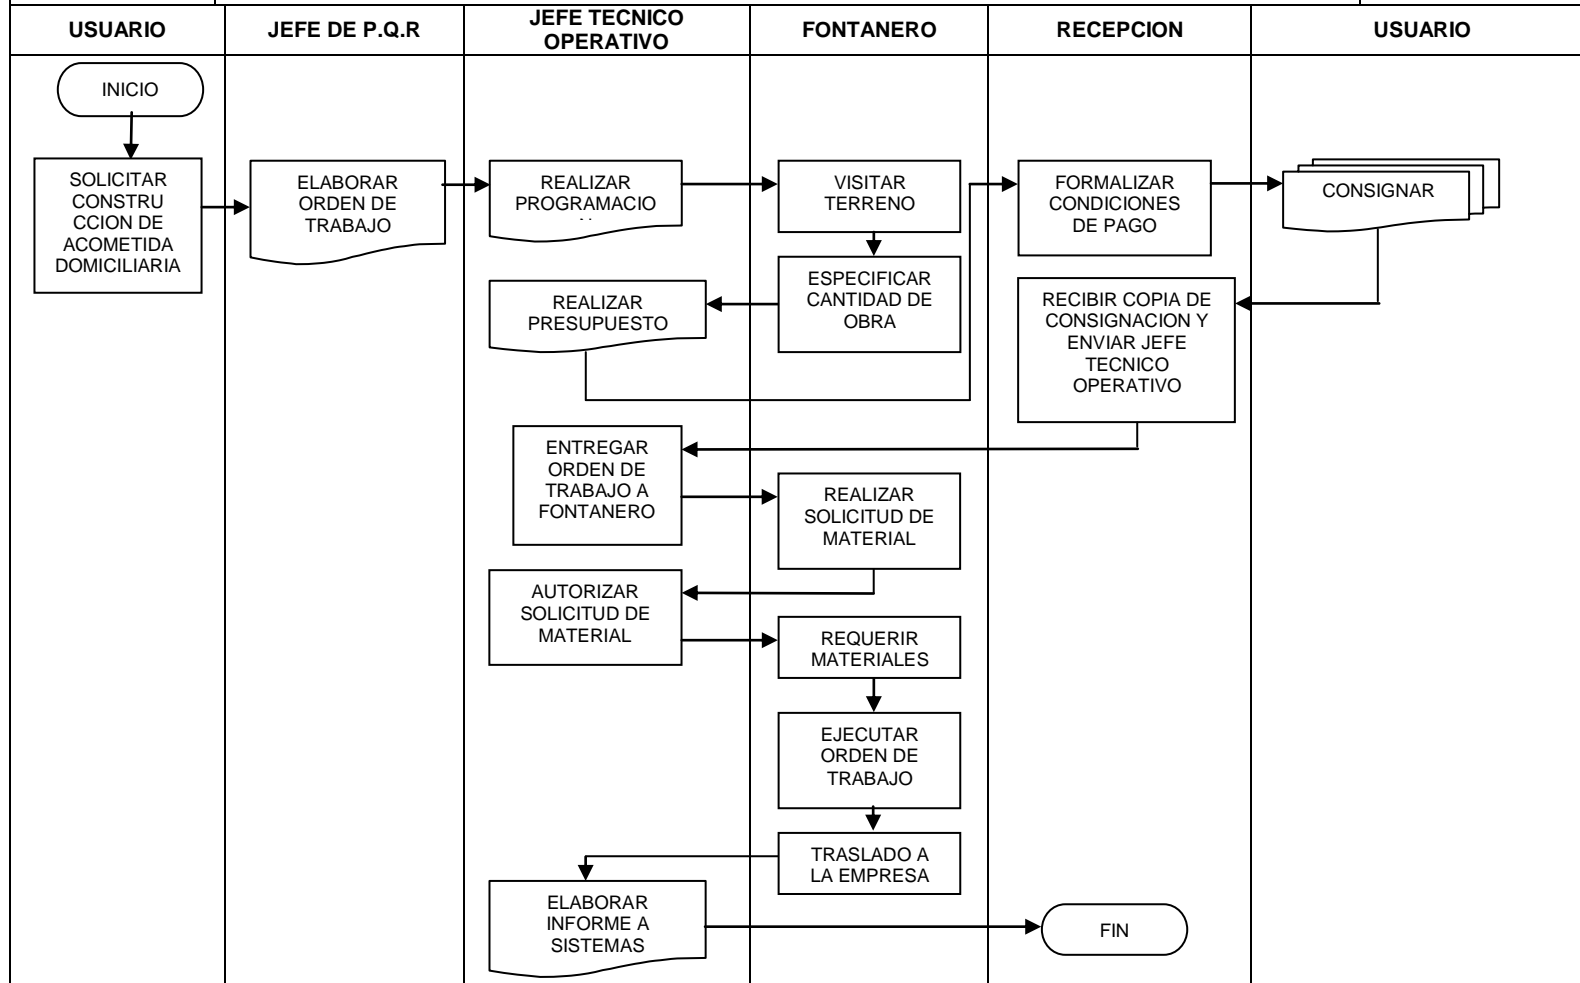 USUARIO
JEFE DE P.Q.R
JEFE TECNICO
OPERATIVO
FONTANERO
RECEPCION
USUARIO
INICIO
SOLICITAR
CONSTRU
CCION DE
ACOMETIDA
DOMICILIARIA
ELABORAR
ORDEN DE
TRABAJO
REALIZAR
PROGRAMACIO
VISITAR
TERRENO
FORMALIZAR
CONDICIONES
DE PAGO
CONSIGNAR
ESPECIFICAR
CANTIDAD DE
OBRA
REALIZAR
PRESUPUESTO
RECIBIR COPIA DE
CONSIGNACION Y
ENVIAR JEFE
TECNICO
OPERATIVO
ENTREGAR
ORDEN DE
TRABAJO A
FONTANERO
REALIZAR
SOLICITUD DE
MATERIAL
AUTORIZAR
SOLICITUD DE
MATERIAL
REQUERIR
MATERIALES
EJECUTAR
ORDEN DE
TRABAJO
TRASLADO A
LA EMPRESA
ELABORAR
INFORME A
SISTEMAS
FIN